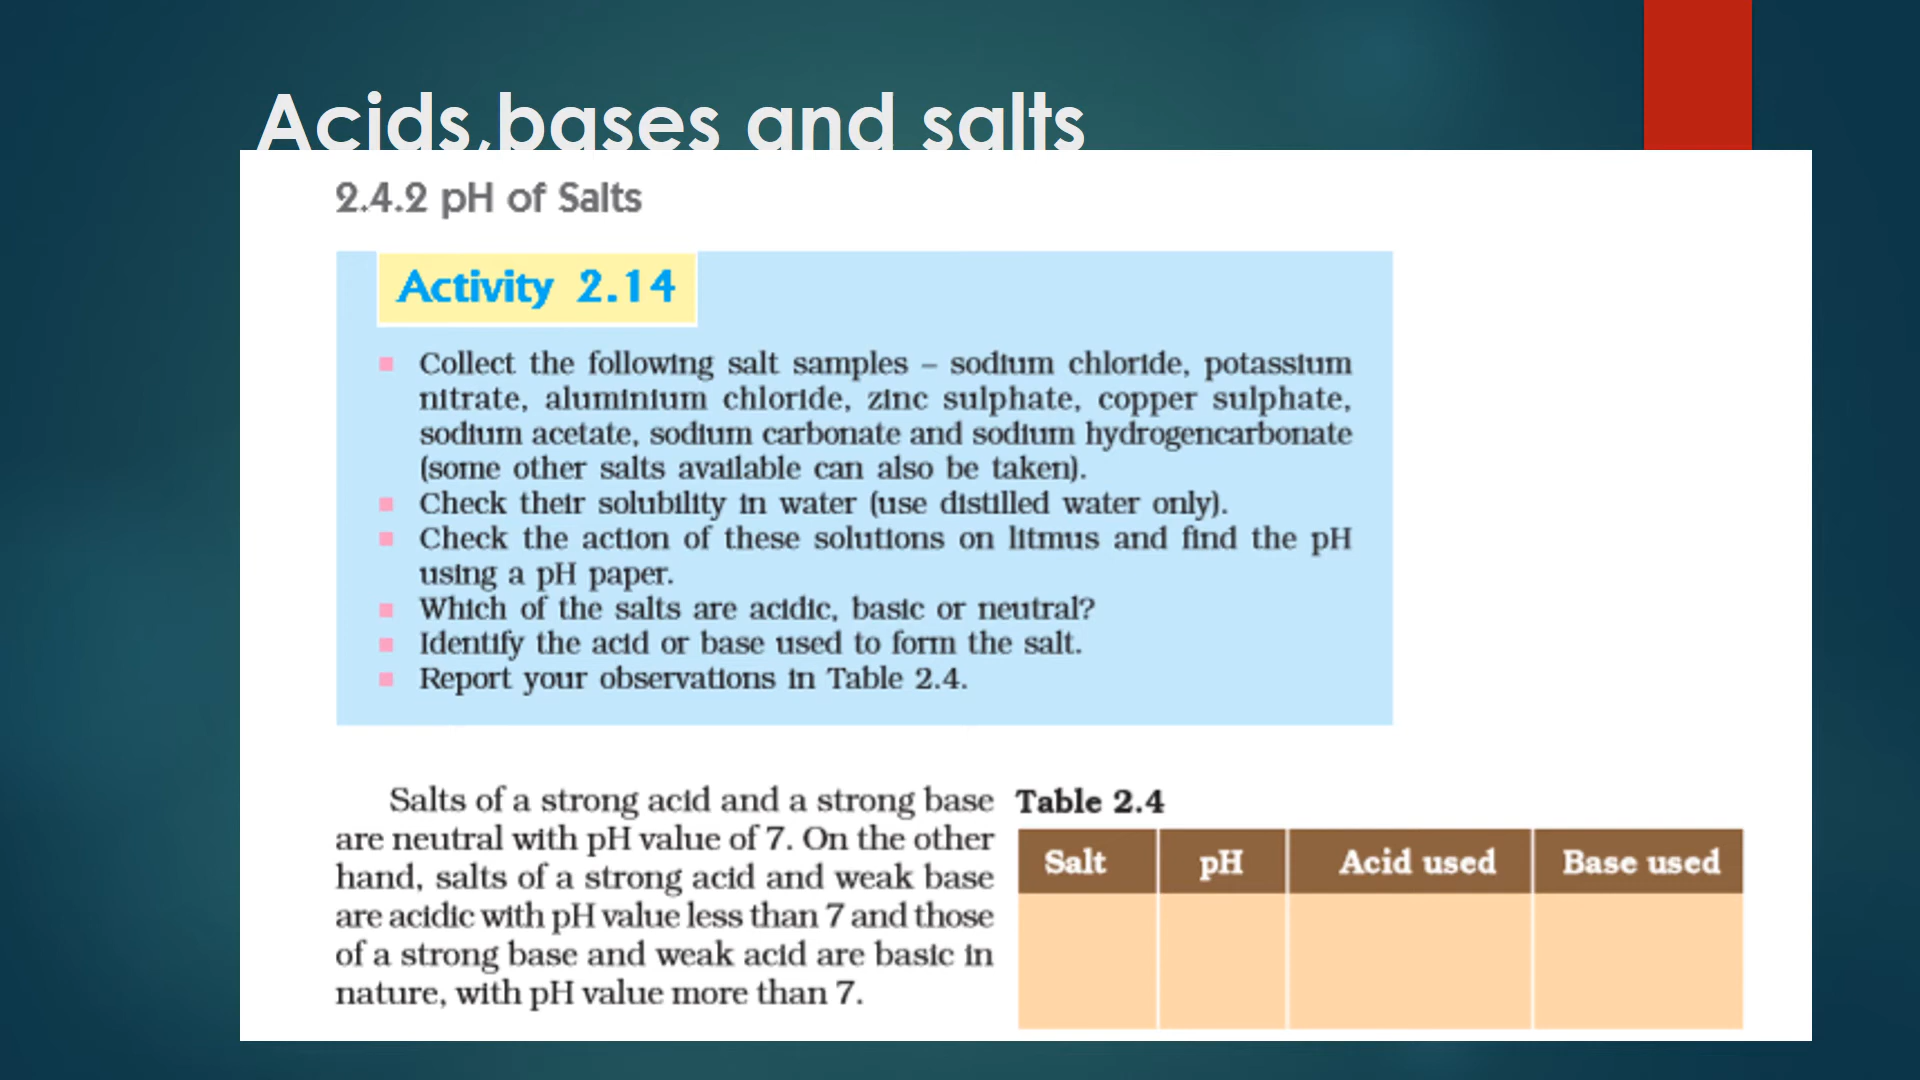 Acids,bases and salts
2.4.2 pH of Salts
Activity 2.14
Collect the following salt samples – sodium chloride, potassium
nitrate, aluminium chloride, zinc sulphate, copper sulphate,
sodium acetate, sodium carbonate and sodium hydrogencarbonate
(some other salts available can also be taken).
Check their solubility in water (use distilled water only).
Check the action of these solutions on litmus and find the pH
using a pH paper.
Which of the salts are acidic, basic or neutral?
Identify the acid or base used to form the salt.
Report your observations in Table 2.4.
Salts of a strong acid and a strong base
are neutral with pH value of 7. On the other
hand, salts of a strong acid and weak base
are acidic with pH value less than 7 and those
of a strong base and weak acid are basic in
nature, with pH value more than 7.
Table 2.4
Salt pH Acid used Base used